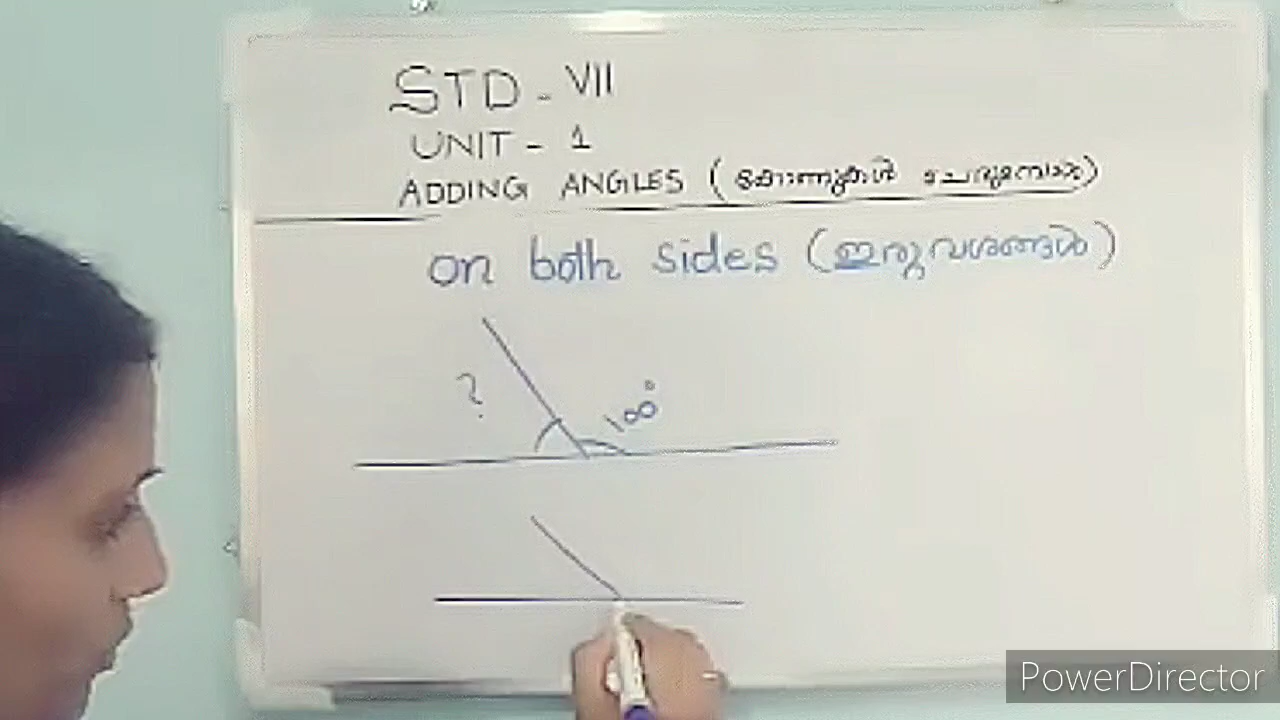 STD - VII
UNIT - 1
ADDING ANGLES (കോണുകൾ ചേരുമ്പോൾ)
on both sides (ഇരുവശങ്ങൾ)
?
100°
PowerDirector